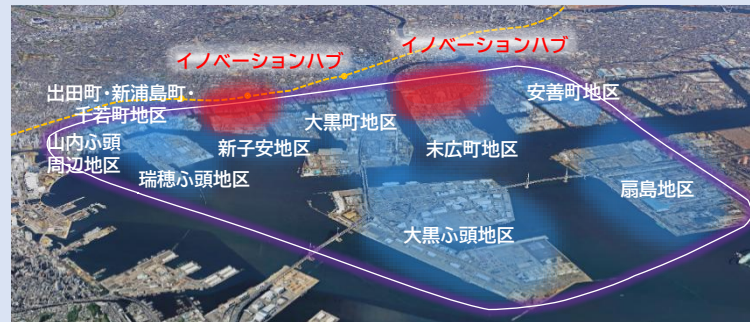 イノベーションハブ
イノベーションハブ
出田町・新浦島町・
千若町地区
山内ふ頭
周辺地区
瑞穂ふ頭地区
新子安地区
大黒町地区
末広町地区
安善町地区
扇島地区
大黒ふ頭地区